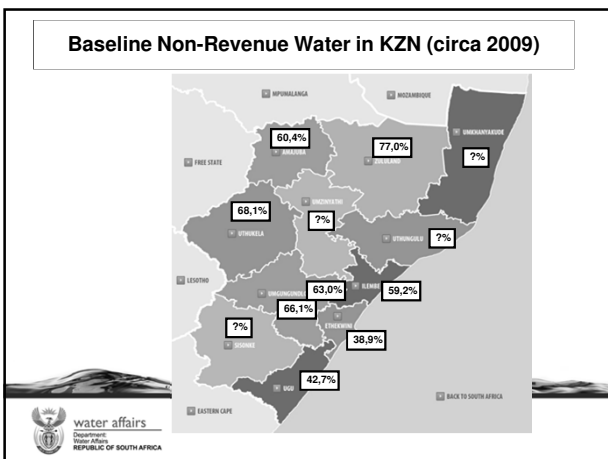 Baseline Non-Revenue Water in KZN (circa 2009)
MPUMALANGA
MOZAMBIQUE
60,4%
AMAJUBA
77,0%
ZULULAND
UMKHANYAKUDE
?%
FREE STATE
68,1%
UTHUKELA
UMZINYATHI
?%
UTHUNGULU
?%
LESOTHO
63,0%
ILEMBE
59,2%
66,1%
ETHEKWINI
?%
SISONKE
38,9%
42,7%
UGU
BACK TO SOUTH AFRICA
EASTERN CAPE
water affairs
Department:
Water Affairs
REPUBLIC OF SOUTH AFRICA